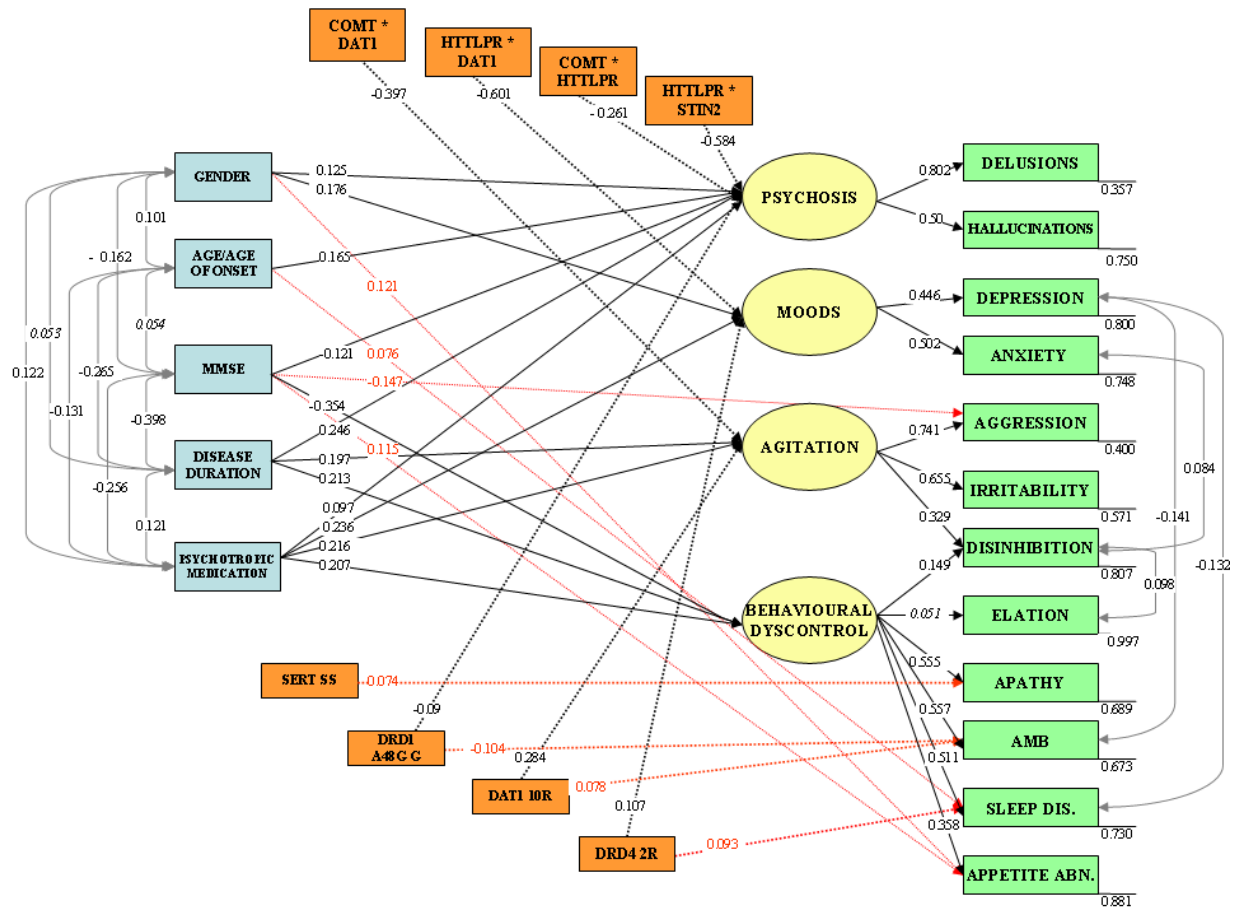 COMT *
DAT1
HTTLPR *
DAT1
COMT *
HTTLPR
HTTLPR *
STIN2
-0.397
-0.601
-0.261
-0.584
GENDER
AGE/AGE
OF ONSET
MMSE
DISEASE
DURATION
PSYCHOTROPIC
MEDICATION
0.101
- 0.162
0.053
0.054
0.122
-0.265
-0.131
-0.398
-0.256
0.121
0.125
0.176
0.165
0.121
-0.121
0.076
-0.147
-0.354
0.246
0.115
0.197
0.213
0.097
0.236
0.216
0.207
PSYCHOSIS
MOODS
AGITATION
BEHAVIOURAL
DYSCONTROL
0.802
0.50
0.446
0.502
0.741
0.655
0.329
0.149
0.051
0.555
0.557
0.511
0.358
DELUSIONS
0.357
HALLUCINATIONS
0.750
DEPRESSION
0.800
ANXIETY
0.748
AGGRESSION
0.400
IRRITABILITY
0.571
DISINHIBITION
0.807
ELATION
0.997
APATHY
0.689
AMB
0.673
SLEEP DIS.
0.730
APPETITE ABN.
0.881
0.084
-0.141
-0.132
0.098
SERT SS
0.074
DRD1
A48G G
-0.104
-0.09
DAT1 10R
0.078
0.284
DRD4 2R
0.093
0.107